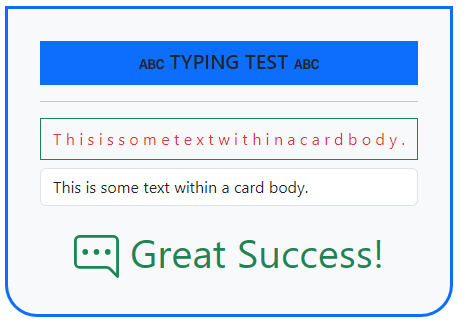 ABC TYPING TEST ABC
T h i s i s s o m e t e x t w i t h i n a c a r d b o d y .
This is some text within a card body.
Great Success!